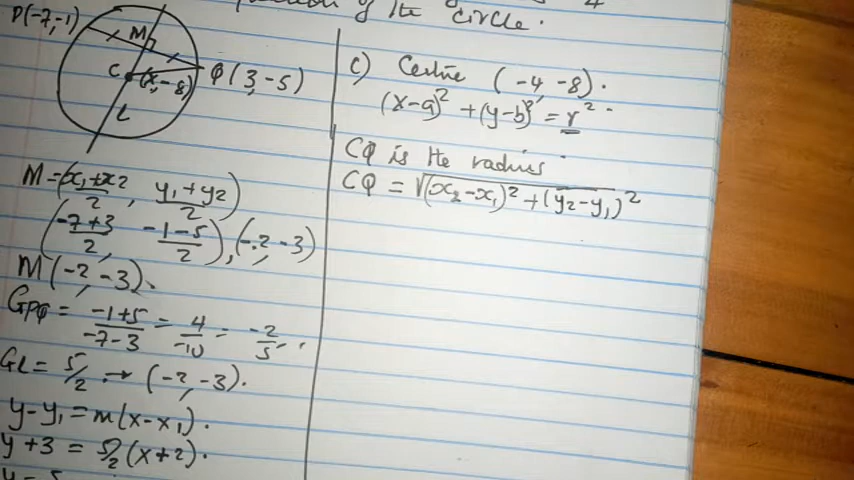 of the circle.
P(-7,-1)
M
C (x,-8) Q(3,-5)
L
M = (x₁+x₂/2, y₁+y₂/2)
(-7+3/2, -1-5/2), (-2,-3)
M(-2,-3).
GPQ = -1+5/-7-3 = 4/-10 = -2/5.
GL = 5/2 → (-2,-3).
y-y₁ = m(x-x₁).
y+3 = 5/2(x+2).
c) Centre (-4,-8).
(x-a)² + (y-b)² = r².
CQ is the radius.
CQ = √(x₂-x₁)² + (y₂-y₁)²